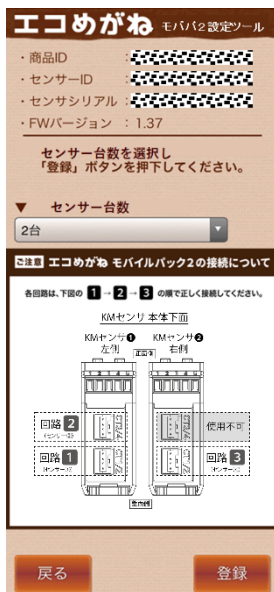 エコめがね モバパ2設定ツール
・商品ID :
・センサーID :
・センサシリアル :
・FWバージョン : 1.37
センサー台数を選択し
「登録」ボタンを押下してください。
▼ センサー台数
2台
ご注意 エコめがね モバイルパック2の接続について
各回路は、下図の 1 → 2 → 3 の順で正しく接続してください。
KMセンサ 本体下面
KMセンサ❶ KMセンサ❷
左側 正面側 右側
回路 2 使用不可
回路 1 回路 3
戻る 登録